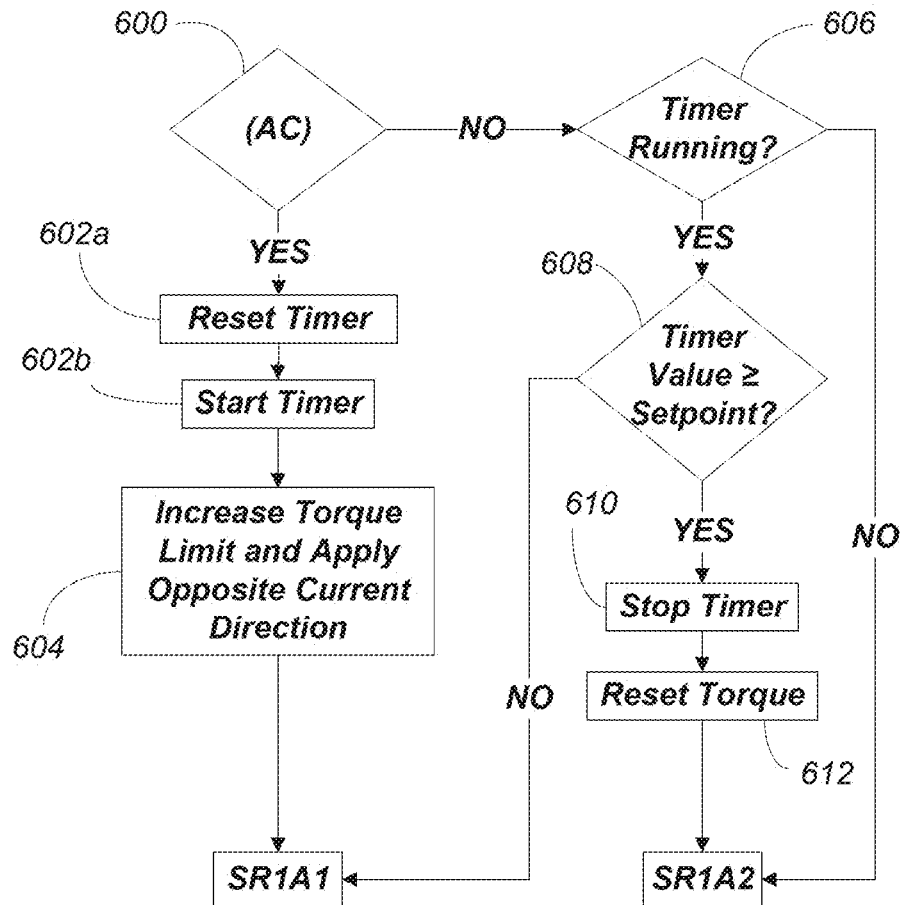 600
606
(AC)
NO
Timer
Running?
602a
YES
YES
608
Reset Timer
Timer
Value ≥
Setpoint?
602b
Start Timer
Increase Torque
Limit and Apply
Opposite Current
Direction
604
610
YES
NO
Stop Timer
NO
Reset Torque
612
SR1A1
SR1A2